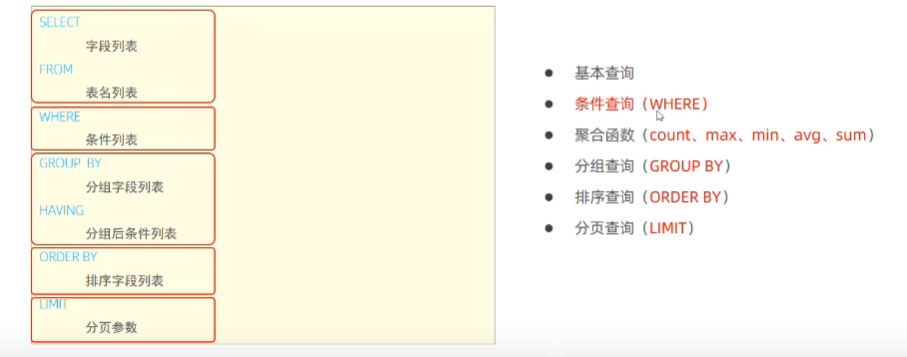 SELECT
字段列表
FROM
表名列表
WHERE
条件列表
GROUP BY
分组字段列表
HAVING
分组后条件列表
ORDER BY
排序字段列表
LIMIT
分页参数
● 基本查询
● 条件查询（WHERE）
● 聚合函数（count、max、min、avg、sum）
● 分组查询（GROUP BY）
● 排序查询（ORDER BY）
● 分页查询（LIMIT）